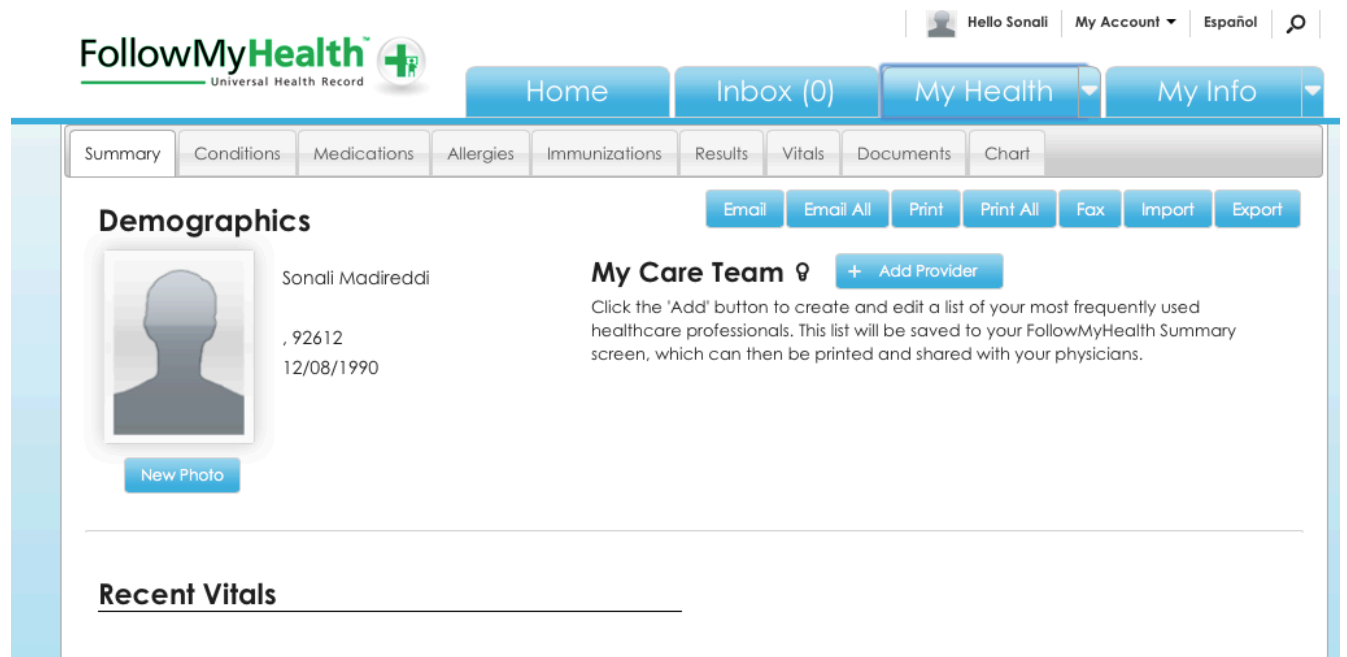 Hello Sonali My Account Español
FollowMyHealth™
Universal Health Record
Home Inbox (0) My Health My Info
Summary Conditions Medications Allergies Immunizations Results Vitals Documents Chart
Email Email All Print Print All Fax Import Export
Demographics
Sonali Madireddi
, 92612
12/08/1990
New Photo
My Care Team + Add Provider
Click the 'Add' button to create and edit a list of your most frequently used
healthcare professionals. This list will be saved to your FollowMyHealth Summary
screen, which can then be printed and shared with your physicians.
Recent Vitals